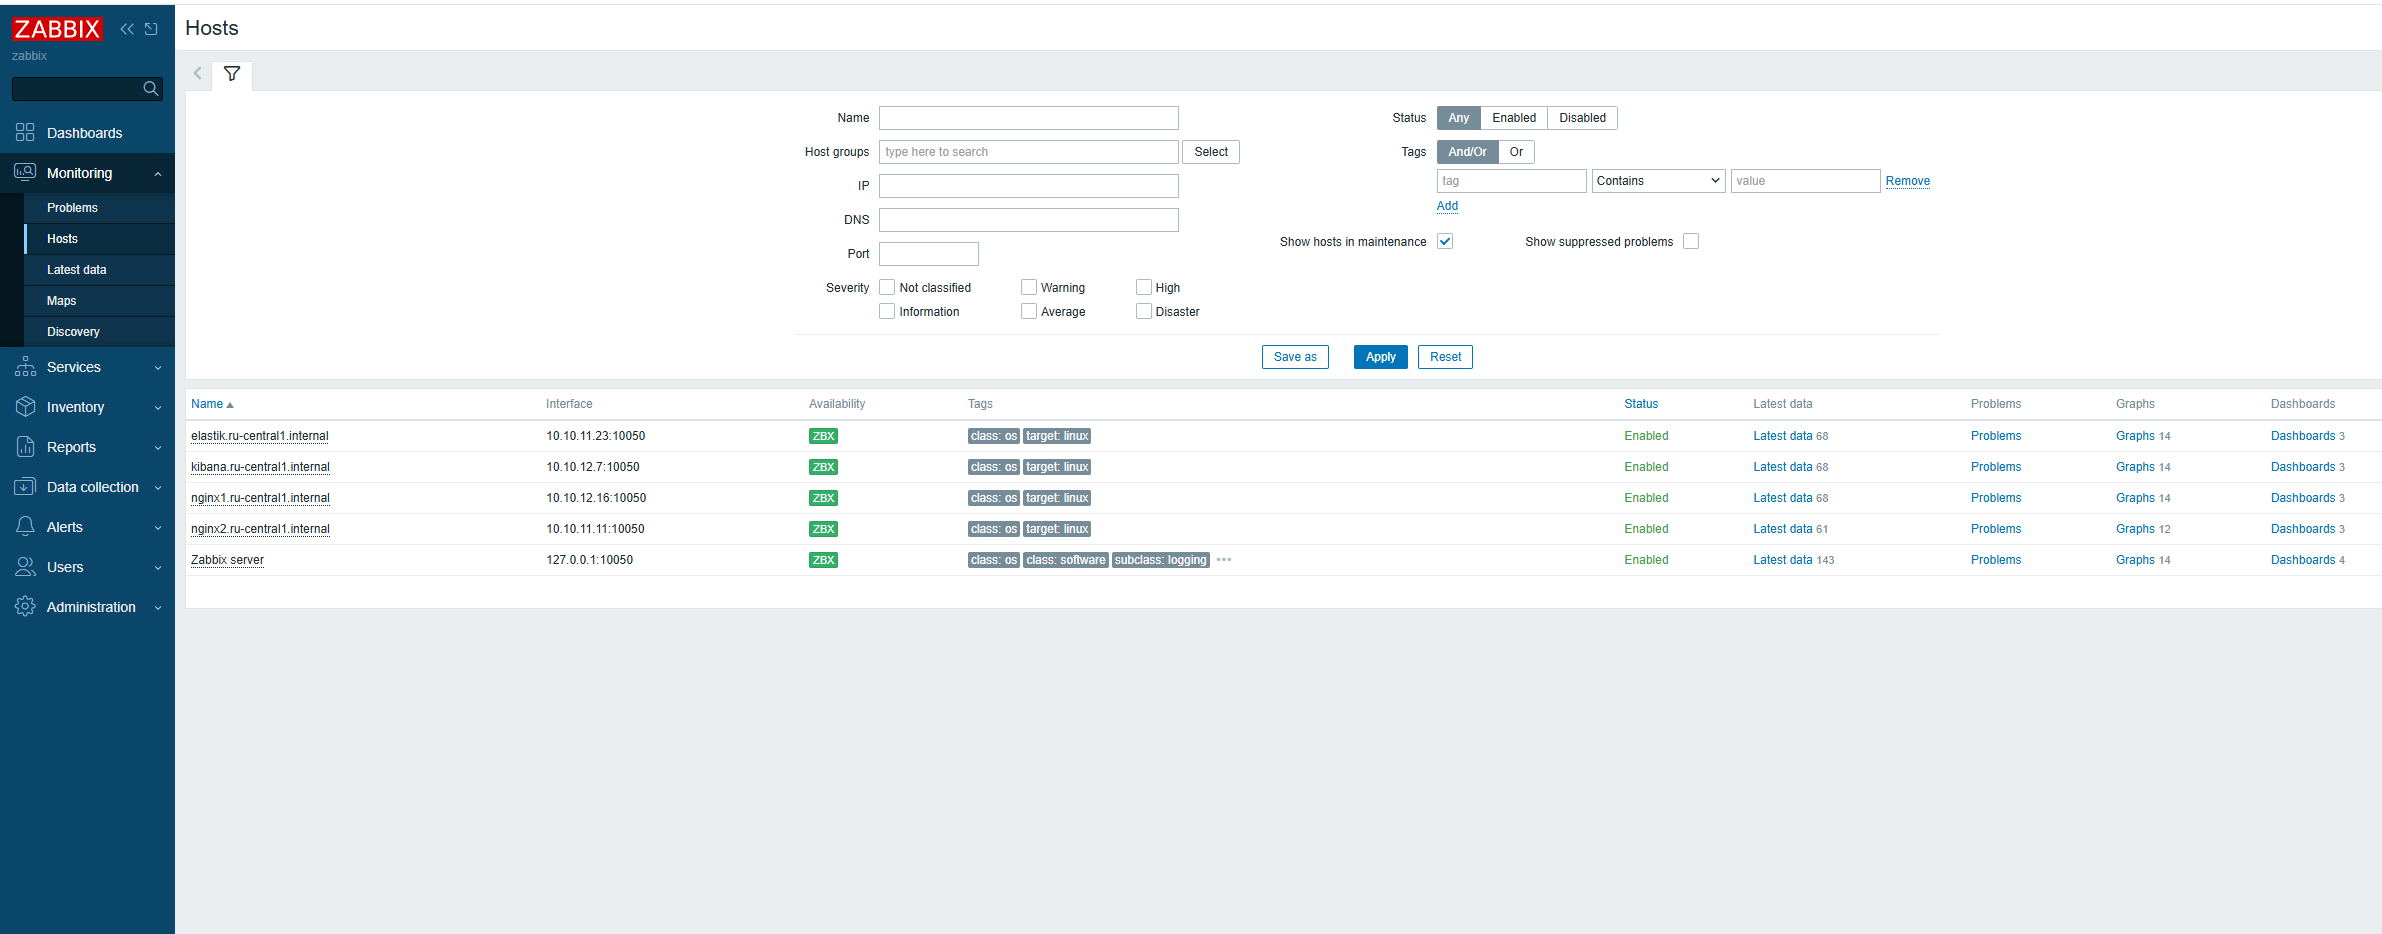 ZABBIX
zabbix
Dashboards
Monitoring
Problems
Hosts
Latest data
Maps
Discovery
Services
Inventory
Reports
Data collection
Alerts
Users
Administration
Hosts
Name
Host groups type here to search Select
IP
DNS
Port
Severity Not classified Warning High
Information Average Disaster
Status Any Enabled Disabled
Tags And/Or Or
tag Contains value Remove
Add
Show hosts in maintenance Show suppressed problems
Save as Apply Reset
Name Interface Availability Tags Status Latest data Problems Graphs Dashboards
elastik.ru-central1.internal 10.10.11.23:10050 ZBX class: os target: linux Enabled Latest data 68 Problems Graphs 14 Dashboards 3
kibana.ru-central1.internal 10.10.12.7:10050 ZBX class: os target: linux Enabled Latest data 68 Problems Graphs 14 Dashboards 3
nginx1.ru-central1.internal 10.10.12.16:10050 ZBX class: os target: linux Enabled Latest data 68 Problems Graphs 14 Dashboards 3
nginx2.ru-central1.internal 10.10.11.11:10050 ZBX class: os target: linux Enabled Latest data 61 Problems Graphs 12 Dashboards 3
Zabbix server 127.0.0.1:10050 ZBX class: os class: software subclass: logging ••• Enabled Latest data 143 Problems Graphs 14 Dashboards 4